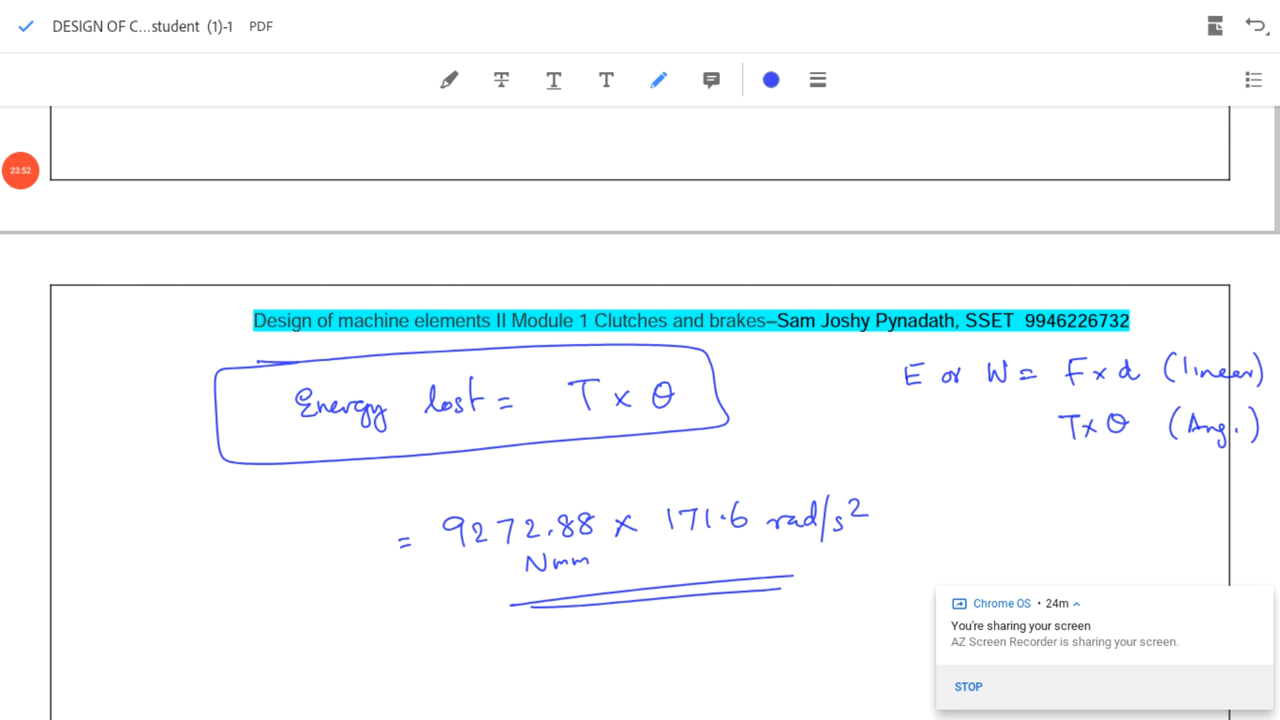 DESIGN OF C...student (1)-1 PDF
23:52
Design of machine elements II Module 1 Clutches and brakes–Sam Joshy Pynadath, SSET 9946226732
Energy lost = T x θ
E or W = F x d (linear)
T x θ (Ang.)
= 9272.88 x 171.6 rad/s²
Nmm
Chrome OS • 24m
You're sharing your screen
AZ Screen Recorder is sharing your screen.
STOP